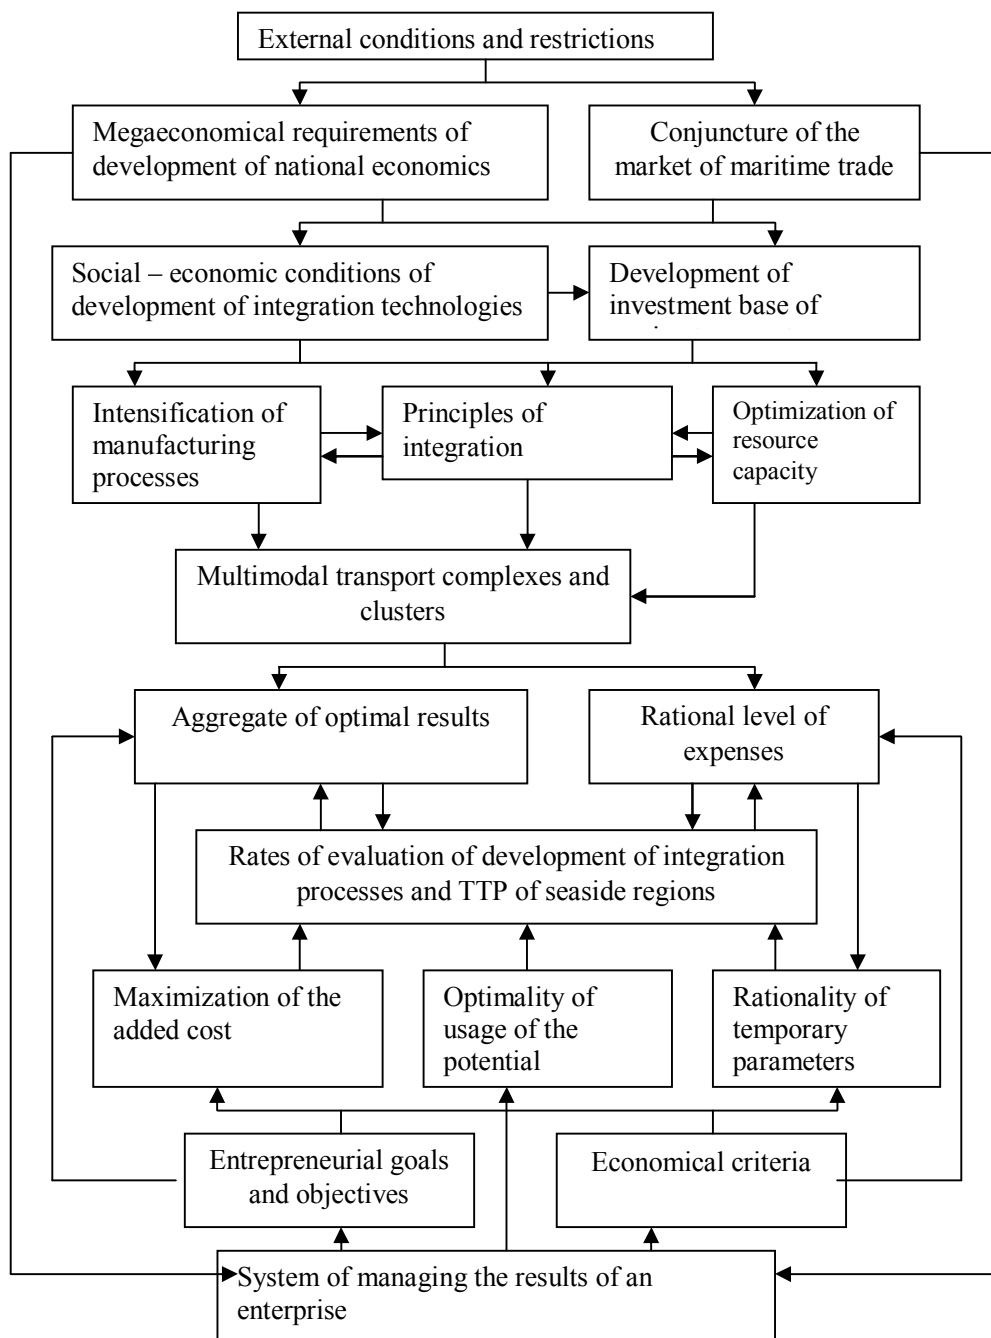 External conditions and restrictions
Megaeconomical requirements of
development of national economics
Conjuncture of the
market of maritime trade
Social – economic conditions of
development of integration technologies
Development of
investment base of
Intensification of
manufacturing
processes
Principles of
integration
Optimization of
resource
capacity
Multimodal transport complexes and
clusters
Aggregate of optimal results
Rational level of
expenses
Rates of evaluation of development of integration
processes and TTP of seaside regions
Maximization of the
added cost
Optimality of
usage of the
potential
Rationality of
temporary
parameters
Entrepreneurial goals
and objectives
Economical criteria
System of managing the results of an
enterprise